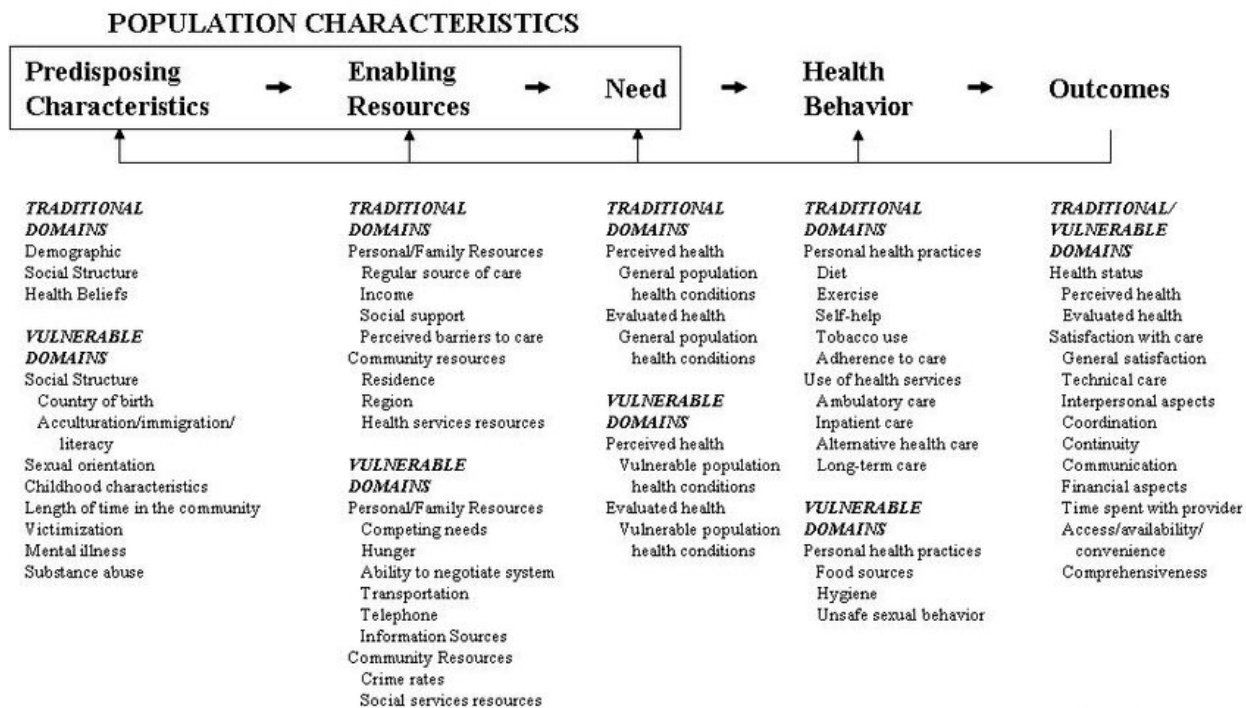 POPULATION CHARACTERISTICS
Predisposing
Characteristics
Enabling
Resources
Need
Health
Behavior
Outcomes
TRADITIONAL
DOMAINS
Demographic
Social Structure
Health Beliefs
VULNERABLE
DOMAINS
Social Structure
Country of birth
Acculturation/immigration/
literacy
Sexual orientation
Childhood characteristics
Length of time in the community
Victimization
Mental illness
Substance abuse
TRADITIONAL
DOMAINS
Personal/Family Resources
Regular source of care
Income
Social support
Perceived barriers to care
Community resources
Residence
Region
Health services resources
VULNERABLE
DOMAINS
Personal/Family Resources
Competing needs
Hunger
Ability to negotiate system
Transportation
Telephone
Information Sources
Community Resources
Crime rates
Social services resources
TRADITIONAL
DOMAINS
Perceived health
General population
health conditions
Evaluated health
General population
health conditions
VULNERABLE
DOMAINS
Perceived health
Vulnerable population
health conditions
Evaluated health
Vulnerable population
health conditions
TRADITIONAL
DOMAINS
Personal health practices
Diet
Exercise
Self-help
Tobacco use
Adherence to care
Use of health services
Ambulatory care
Inpatient care
Alternative health care
Long-term care
VULNERABLE
DOMAINS
Personal health practices
Food sources
Hygiene
Unsafe sexual behavior
TRADITIONAL/
VULNERABLE
DOMAINS
Health status
Perceived health
Evaluated health
Satisfaction with care
General satisfaction
Technical care
Interpersonal aspects
Coordination
Continuity
Communication
Financial aspects
Time spent with provider
Access/availability/
convenience
Comprehensiveness